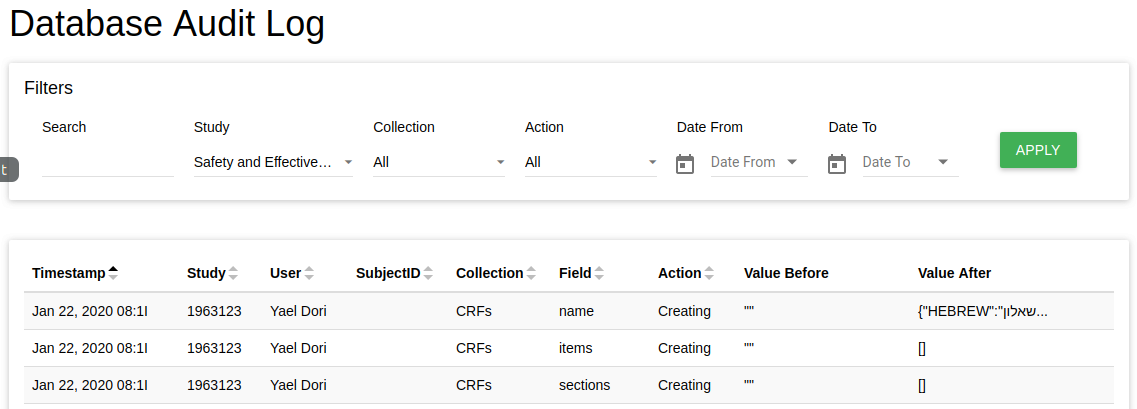 Database Audit Log
Filters
Search Study Collection Action Date From Date To
t Safety and Effective... All All Date From Date To APPLY
Timestamp Study User SubjectID Collection Field Action Value Before Value After
Jan 22, 2020 08:1I 1963123 Yael Dori CRFs name Creating "" {"HEBREW":"שאלון...
Jan 22, 2020 08:1I 1963123 Yael Dori CRFs items Creating "" []
Jan 22, 2020 08:1I 1963123 Yael Dori CRFs sections Creating "" []